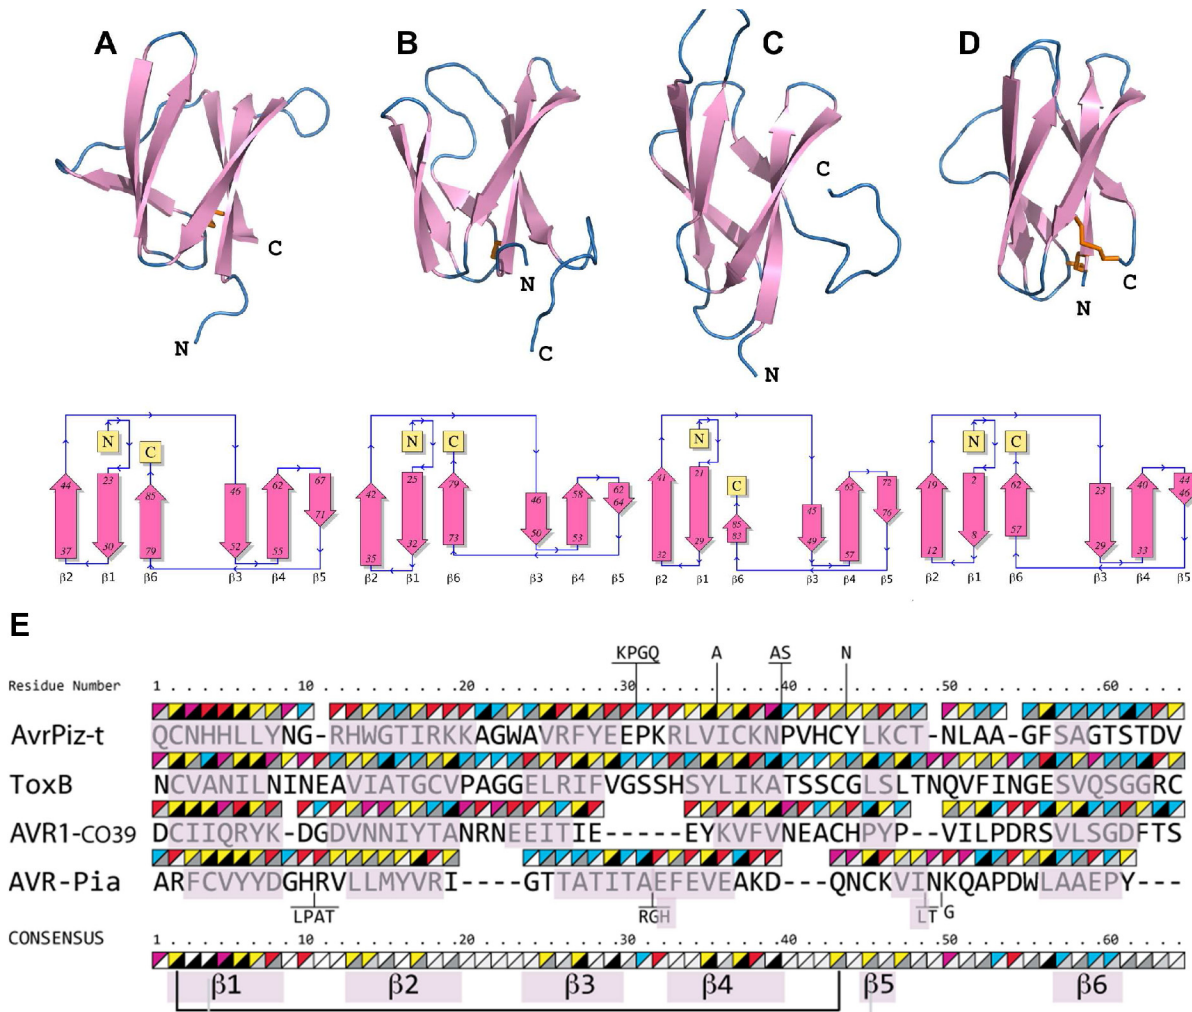 A
B
C
D
C
N
N
C
C
N
N
C
N
C
N
C
N
C
N
C
44
23
85
46
62
67
71
37
30
79
52
55
β2
β1
β6
β3
β4
β5
42
25
79
46
58
62
64
35
32
73
50
53
β2
β1
β6
β3
β4
β5
41
21
85
83
45
65
72
76
32
29
49
57
β2
β1
β6
β3
β4
β5
19
2
62
23
40
44
46
12
8
57
29
33
β2
β1
β6
β3
β4
β5
E
KPGQ A AS N
Residue Number 1 . . . . . . . . 10 . . . . . . . . .20 . . . . . . . . .30 . . . . . . . . .40 . . . . . . . . .50 . . . . . . . . .60 . . . .
AvrPiz-t QCNHHLLYNG-RHWGTIRKKAGWAVRFYEEEPKRLVICKNPVHCYLKCT-NLAA-GFSAGTSTDV
ToxB NCVANILNINEAVIATGCVPAGGELRIFVGSSHSYLIKATSSCGLSLTNQVFINGESVQSGGRC
AVR1-CO39 DCIIQRYK-DGDVNNIYTANRNEEITIE-----EYKVFVNEACHPYP--VILPDRSVLSGDFTS
AVR-Pia ARFCVYYDGHRVLLMYVRI----GTTATITAEFEVEAKD---QNCKVINKQAPDWLAAEPY---
LPAT RGH LT G
CONSENSUS 1 . . . . . . . . 10 . . . . . . . . .20 . . . . . . . . .30 . . . . . . . . .40 . . . . . . . . .50 . . . . . . . . .60 . . . .
β1 β2 β3 β4 β5 β6